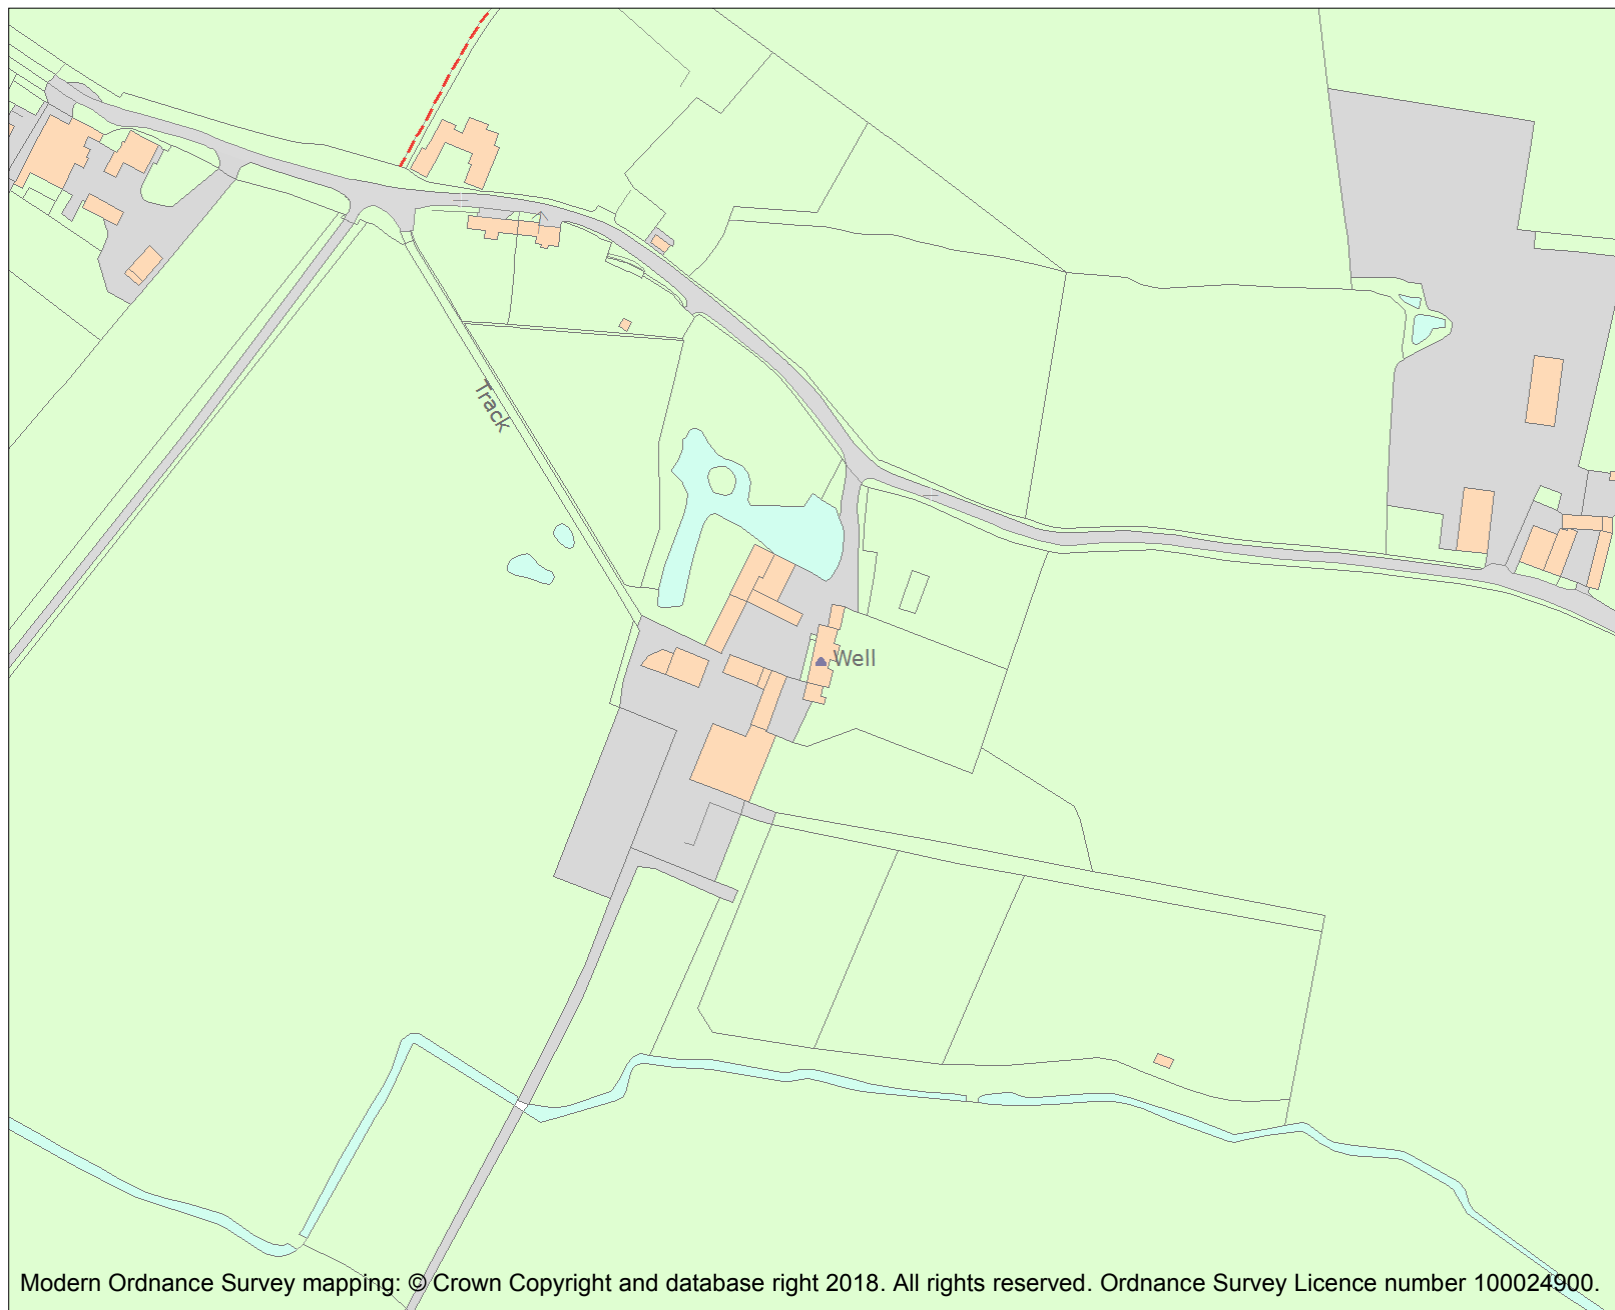 Track
Well
Modern Ordnance Survey mapping: © Crown Copyright and database right 2018. All rights reserved. Ordnance Survey Licence number 100024900.